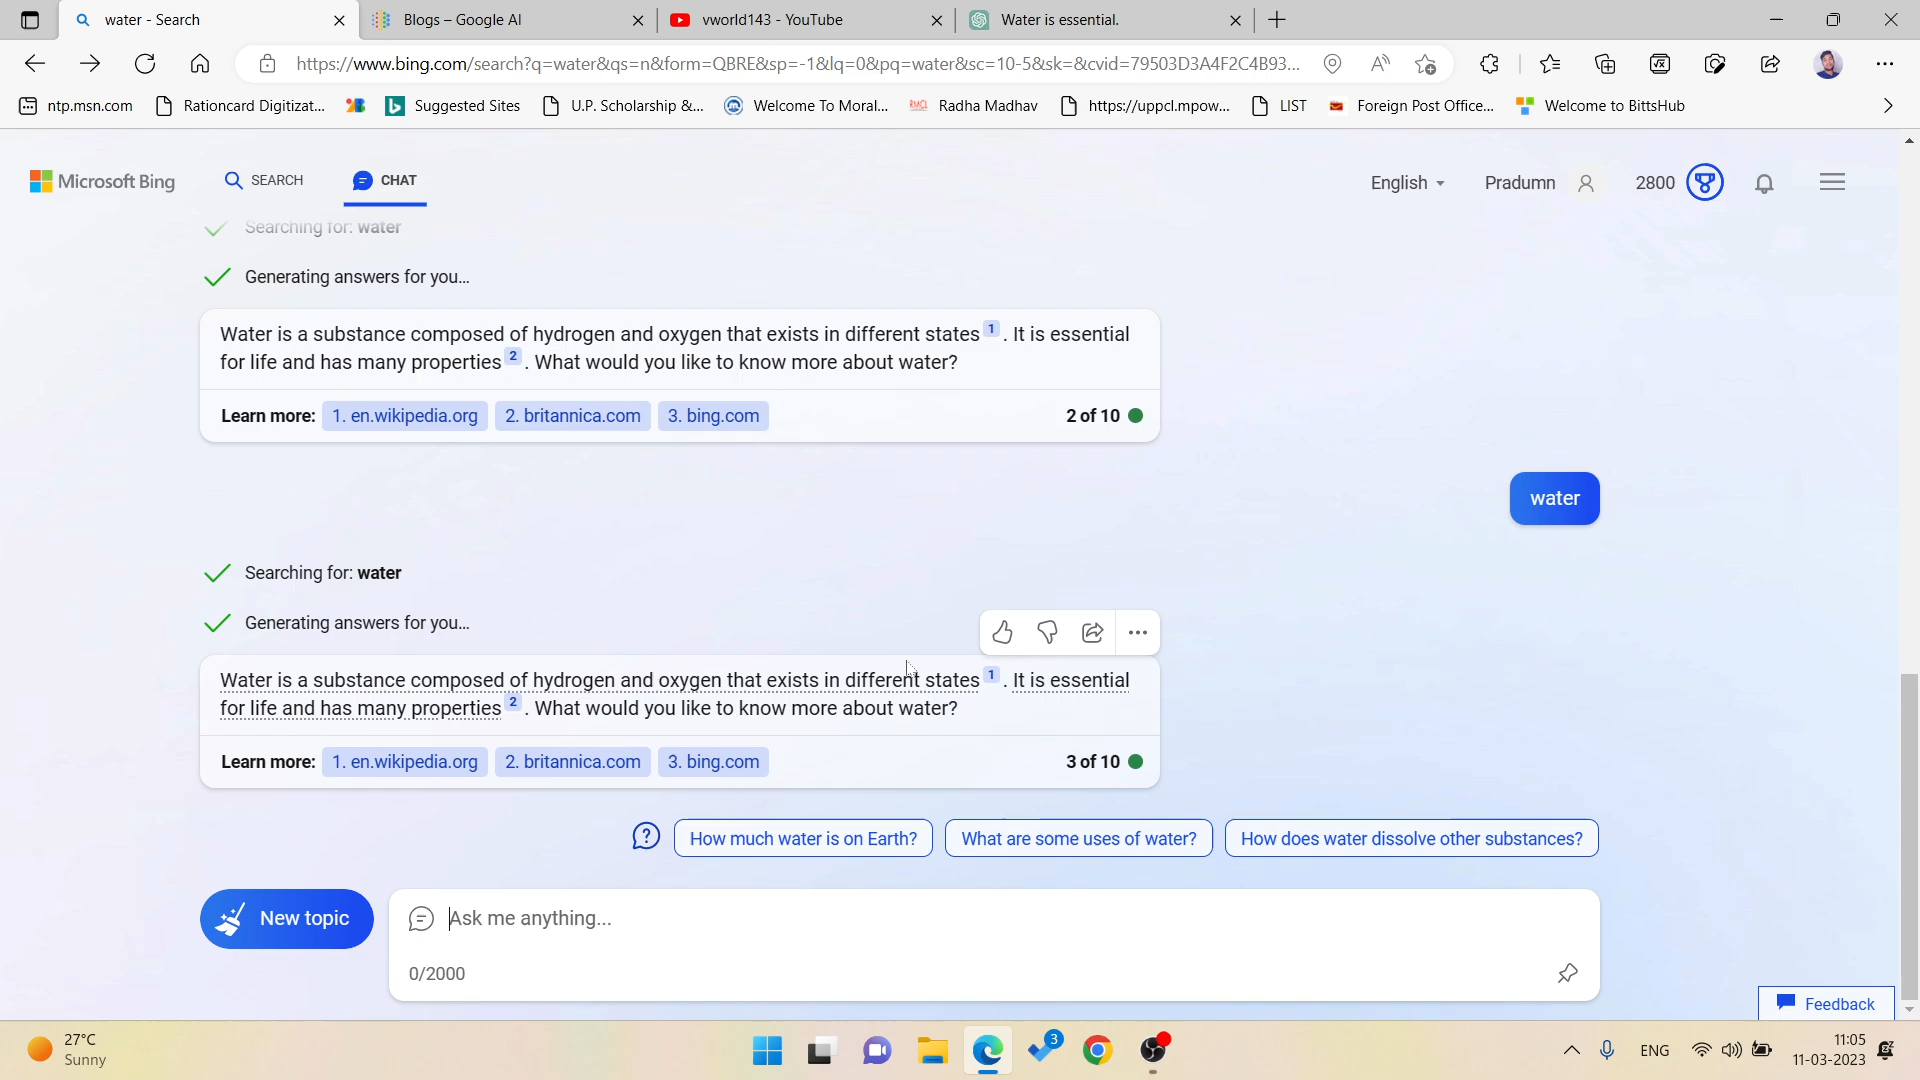 water - Search
Blogs – Google AI
vworld143 - YouTube
Water is essential.
https://www.bing.com/search?q=water&qs=n&form=QBRE&sp=-1&lq=0&pq=water&sc=10-5&sk=&cvid=79503D3A4F2C4B93...
ntp.msn.com
Rationcard Digitizat...
Suggested Sites
U.P. Scholarship &...
Welcome To Moral...
Radha Madhav
https://uppcl.mpow...
LIST
Foreign Post Office...
Welcome to BittsHub
Microsoft Bing
SEARCH
CHAT
English
Pradumn
2800
Searching for: water
Generating answers for you...
Water is a substance composed of hydrogen and oxygen that exists in different states 1 . It is essential
for life and has many properties 2 . What would you like to know more about water?
Learn more: 1. en.wikipedia.org 2. britannica.com 3. bing.com 2 of 10
water
Searching for: water
Generating answers for you...
Water is a substance composed of hydrogen and oxygen that exists in different states 1 . It is essential
for life and has many properties 2 . What would you like to know more about water?
Learn more: 1. en.wikipedia.org 2. britannica.com 3. bing.com 3 of 10
How much water is on Earth?
What are some uses of water?
How does water dissolve other substances?
New topic
Ask me anything...
0/2000
Feedback
27°C
Sunny
3
ENG
11:05
11-03-2023